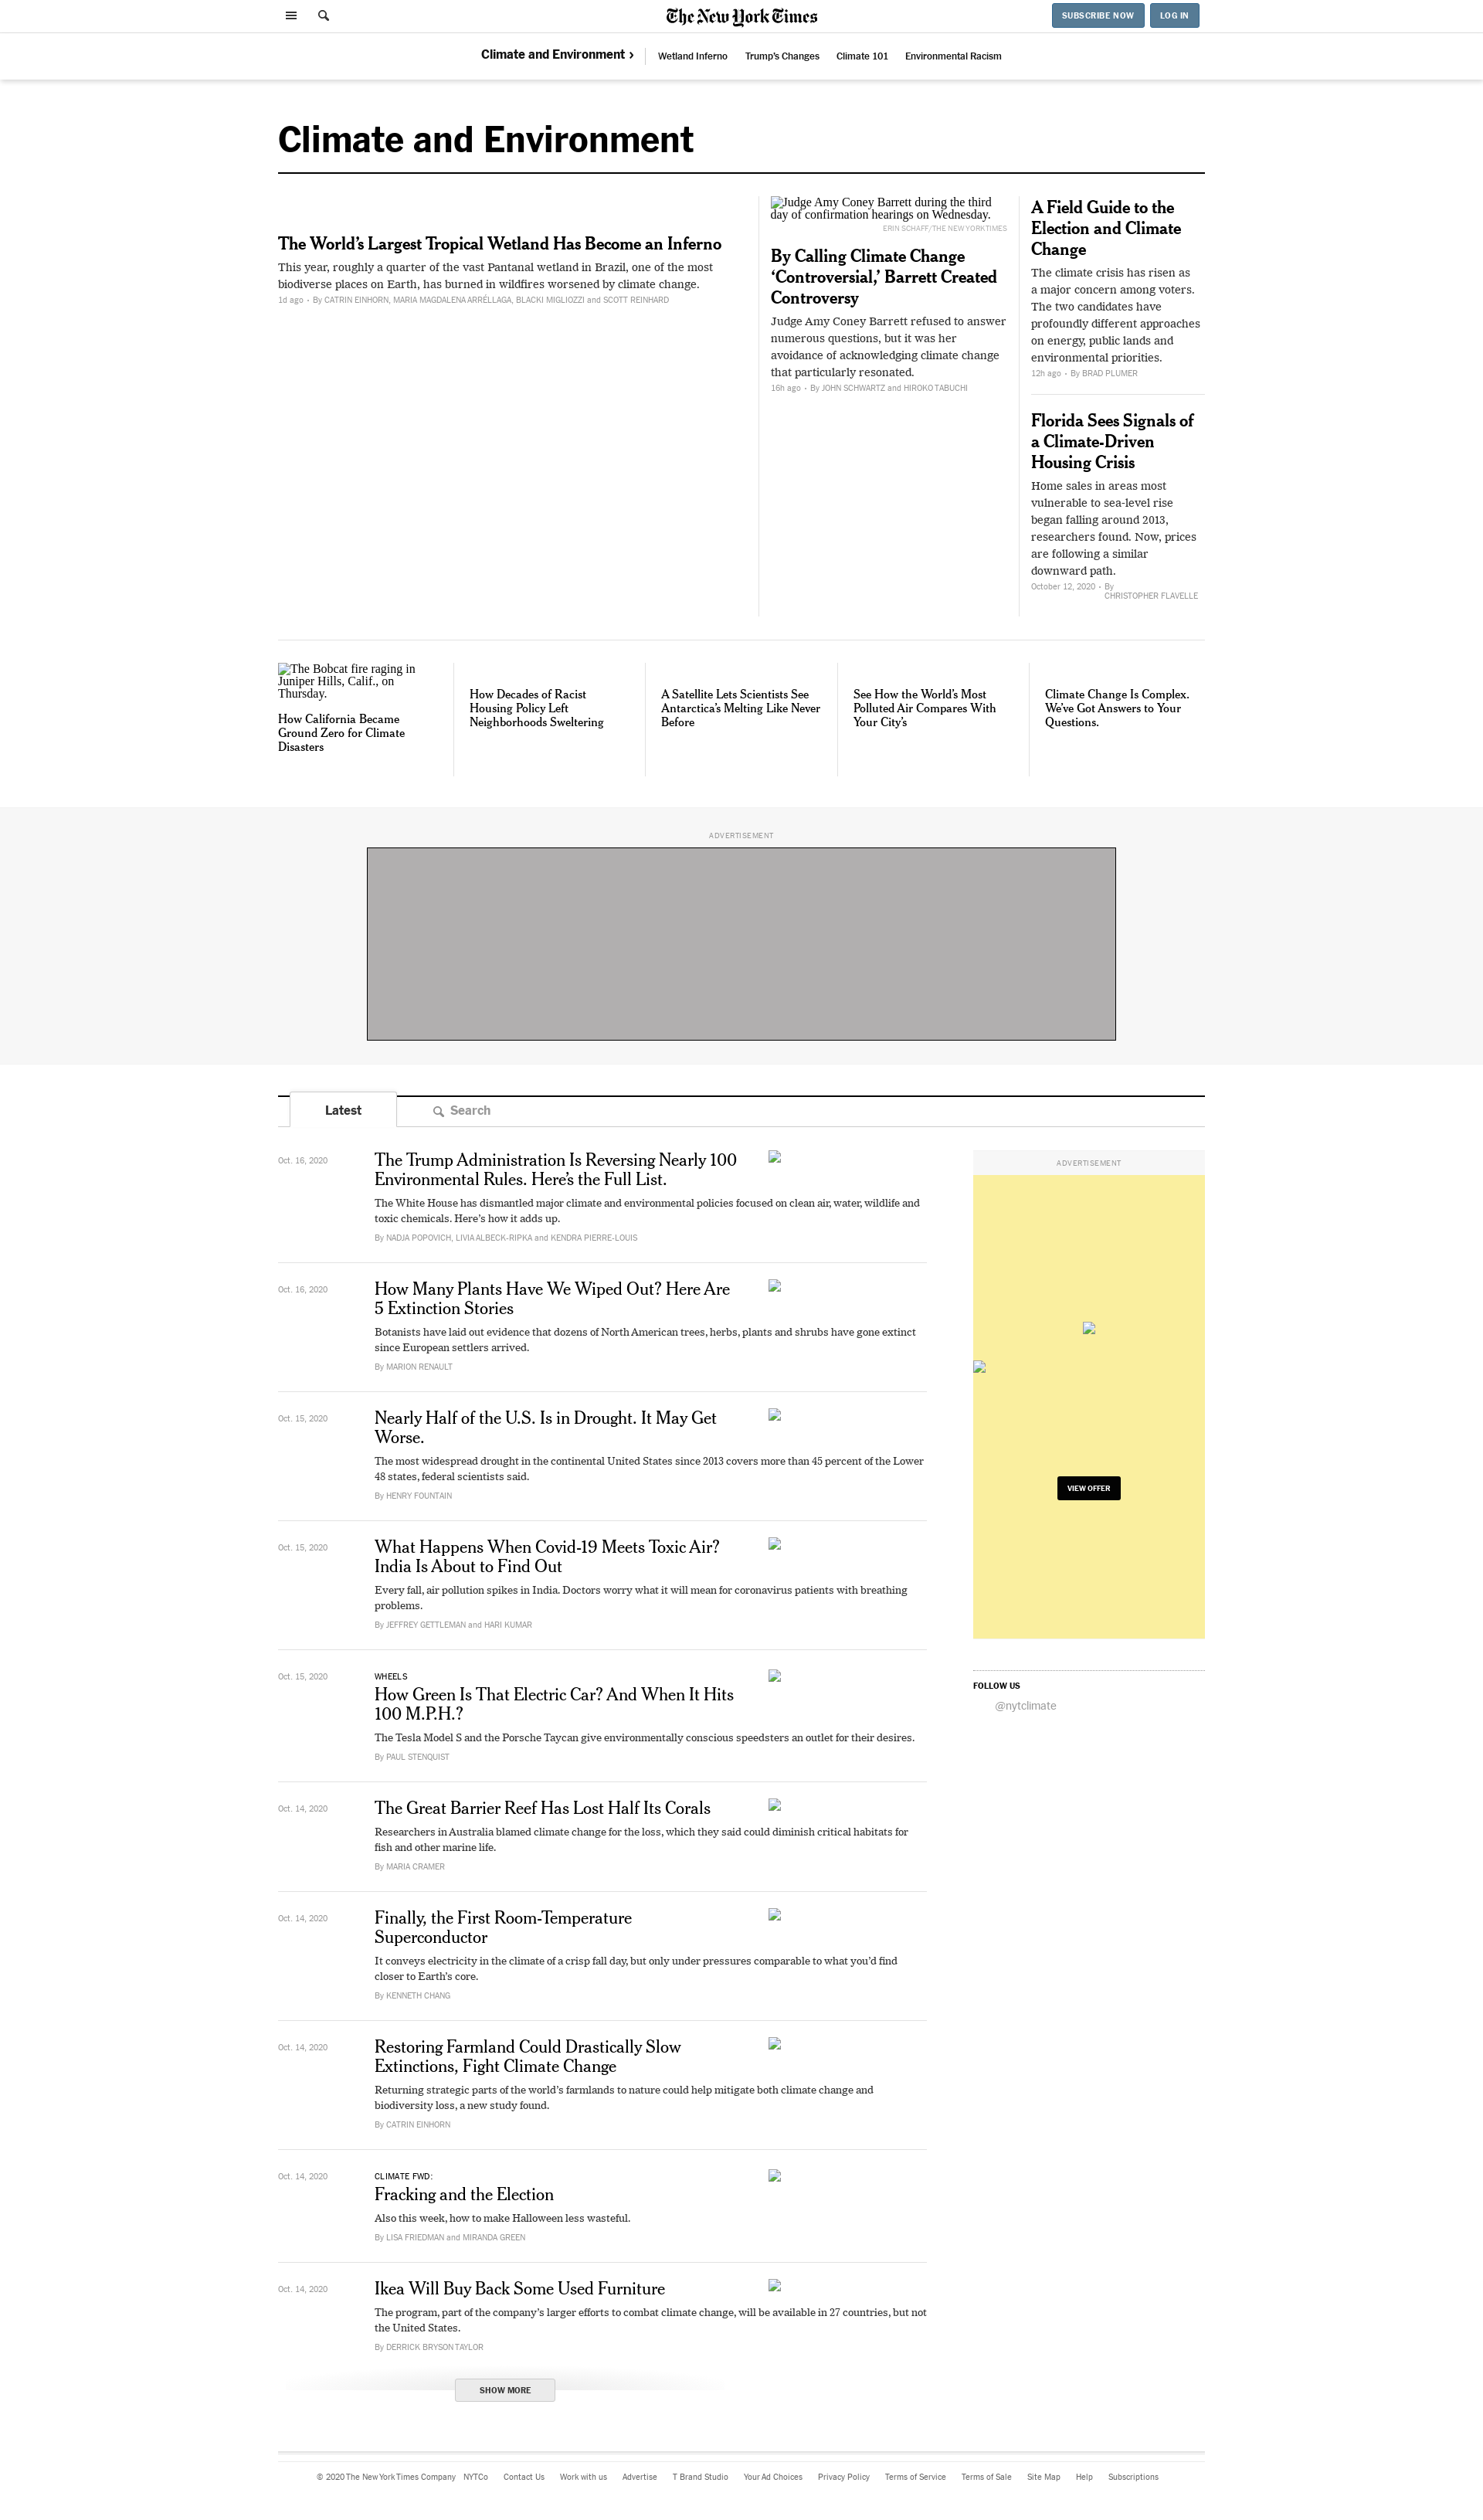 The New York Times
SUBSCRIBE NOW
LOG IN
Climate and Environment ›
Wetland Inferno
Trump's Changes
Climate 101
Environmental Racism
Climate and Environment
The World's Largest Tropical Wetland Has Become an Inferno
This year, roughly a quarter of the vast Pantanal wetland in Brazil, one of the most
biodiverse places on Earth, has burned in wildfires worsened by climate change.
1d ago • By CATRIN EINHORN, MARIA MAGDALENA ARRÉLLAGA, BLACKI MIGLIOZZI and SCOTT REINHARD
Judge Amy Coney Barrett during the third
day of confirmation hearings on Wednesday.
ERIN SCHAFF/THE NEW YORK TIMES
By Calling Climate Change
'Controversial,' Barrett Created
Controversy
Judge Amy Coney Barrett refused to answer
numerous questions, but it was her
avoidance of acknowledging climate change
that particularly resonated.
16h ago • By JOHN SCHWARTZ and HIROKO TABUCHI
A Field Guide to the
Election and Climate
Change
The climate crisis has risen as
a major concern among voters.
The two candidates have
profoundly different approaches
on energy, public lands and
environmental priorities.
12h ago • By BRAD PLUMER
Florida Sees Signals of
a Climate-Driven
Housing Crisis
Home sales in areas most
vulnerable to sea-level rise
began falling around 2013,
researchers found. Now, prices
are following a similar
downward path.
October 12, 2020 • By
CHRISTOPHER FLAVELLE
The Bobcat fire raging in
Juniper Hills, Calif., on
Thursday.
How California Became
Ground Zero for Climate
Disasters
How Decades of Racist
Housing Policy Left
Neighborhoods Sweltering
A Satellite Lets Scientists See
Antarctica's Melting Like Never
Before
See How the World's Most
Polluted Air Compares With
Your City's
Climate Change Is Complex.
We've Got Answers to Your
Questions.
ADVERTISEMENT
Latest
Search
Oct. 16, 2020
The Trump Administration Is Reversing Nearly 100
Environmental Rules. Here's the Full List.
The White House has dismantled major climate and environmental policies focused on clean air, water, wildlife and
toxic chemicals. Here's how it adds up.
By NADJA POPOVICH, LIVIA ALBECK-RIPKA and KENDRA PIERRE-LOUIS
Oct. 16, 2020
How Many Plants Have We Wiped Out? Here Are
5 Extinction Stories
Botanists have laid out evidence that dozens of North American trees, herbs, plants and shrubs have gone extinct
since European settlers arrived.
By MARION RENAULT
Oct. 15, 2020
Nearly Half of the U.S. Is in Drought. It May Get
Worse.
The most widespread drought in the continental United States since 2013 covers more than 45 percent of the Lower
48 states, federal scientists said.
By HENRY FOUNTAIN
Oct. 15, 2020
What Happens When Covid-19 Meets Toxic Air?
India Is About to Find Out
Every fall, air pollution spikes in India. Doctors worry what it will mean for coronavirus patients with breathing
problems.
By JEFFREY GETTLEMAN and HARI KUMAR
Oct. 15, 2020
WHEELS
How Green Is That Electric Car? And When It Hits
100 M.P.H.?
The Tesla Model S and the Porsche Taycan give environmentally conscious speedsters an outlet for their desires.
By PAUL STENQUIST
Oct. 14, 2020
The Great Barrier Reef Has Lost Half Its Corals
Researchers in Australia blamed climate change for the loss, which they said could diminish critical habitats for
fish and other marine life.
By MARIA CRAMER
Oct. 14, 2020
Finally, the First Room-Temperature
Superconductor
It conveys electricity in the climate of a crisp fall day, but only under pressures comparable to what you'd find
closer to Earth's core.
By KENNETH CHANG
Oct. 14, 2020
Restoring Farmland Could Drastically Slow
Extinctions, Fight Climate Change
Returning strategic parts of the world's farmlands to nature could help mitigate both climate change and
biodiversity loss, a new study found.
By CATRIN EINHORN
Oct. 14, 2020
CLIMATE FWD:
Fracking and the Election
Also this week, how to make Halloween less wasteful.
By LISA FRIEDMAN and MIRANDA GREEN
Oct. 14, 2020
Ikea Will Buy Back Some Used Furniture
The program, part of the company's larger efforts to combat climate change, will be available in 27 countries, but not
the United States.
By DERRICK BRYSON TAYLOR
SHOW MORE
ADVERTISEMENT
VIEW OFFER
FOLLOW US
@nytclimate
© 2020 The New York Times Company
NYTCo
Contact Us
Work with us
Advertise
T Brand Studio
Your Ad Choices
Privacy Policy
Terms of Service
Terms of Sale
Site Map
Help
Subscriptions